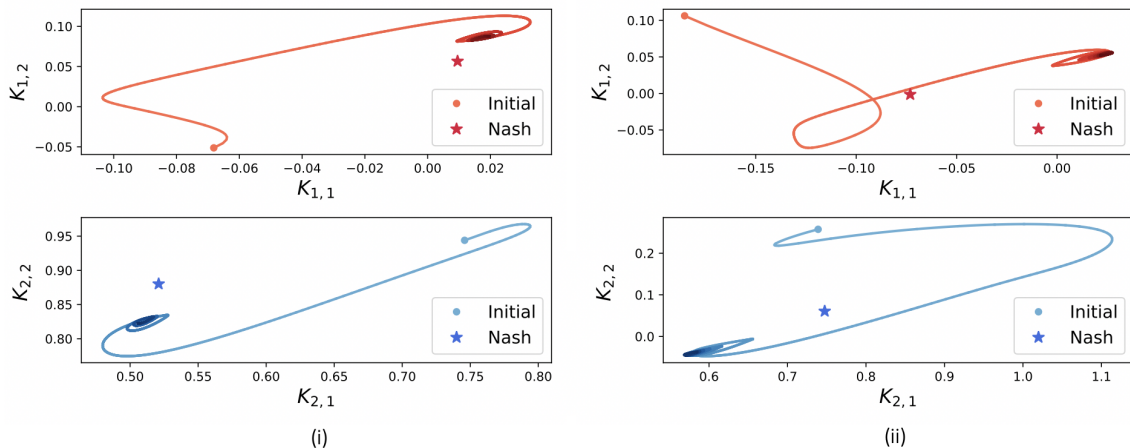 0.10
0.05
0.00
−0.05
K1,2
−0.10
−0.08
−0.06
−0.04
−0.02
0.00
0.02
K1,1
Initial
Nash
0.10
0.05
0.00
−0.05
K1,2
−0.15
−0.10
−0.05
0.00
K1,1
Initial
Nash
0.95
0.90
0.85
0.80
K2,2
0.50
0.55
0.60
0.65
0.70
0.75
0.80
K2,1
Initial
Nash
0.2
0.1
0.0
K2,2
0.6
0.7
0.8
0.9
1.0
1.1
K2,1
Initial
Nash
(i)
(ii)